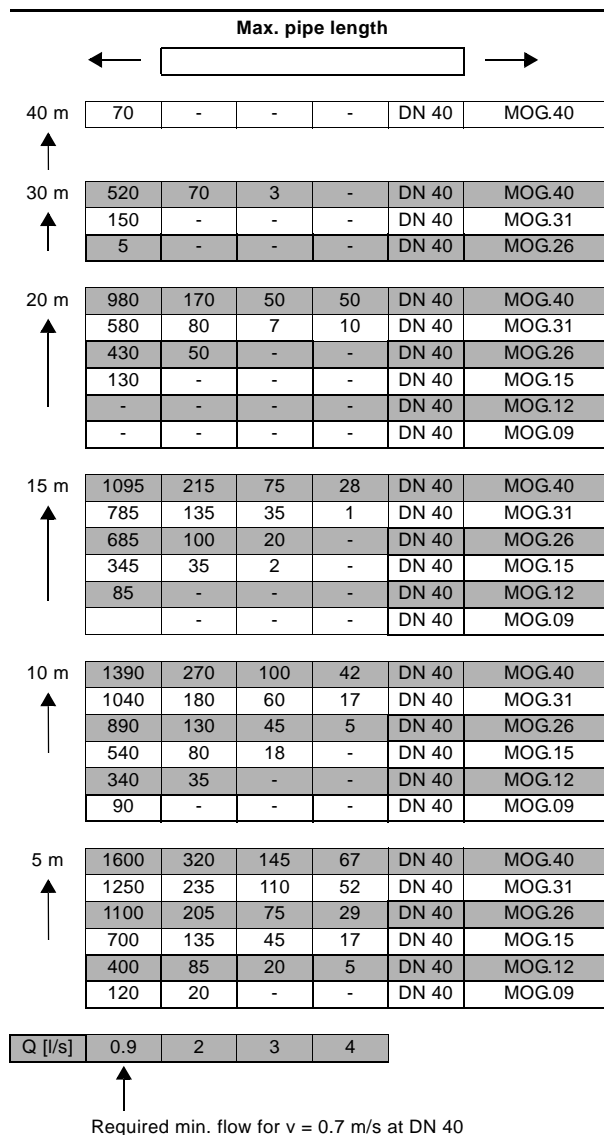 Max. pipe length
40 m 70 - - - DN 40 MOG.40
30 m 520 70 3 - DN 40 MOG.40
150 - - - DN 40 MOG.31
5 - - - DN 40 MOG.26
20 m 980 170 50 50 DN 40 MOG.40
580 80 7 10 DN 40 MOG.31
430 50 - - DN 40 MOG.26
130 - - - DN 40 MOG.15
- - - - DN 40 MOG.12
- - - - DN 40 MOG.09
15 m 1095 215 75 28 DN 40 MOG.40
785 135 35 1 DN 40 MOG.31
685 100 20 - DN 40 MOG.26
345 35 2 - DN 40 MOG.15
85 - - - DN 40 MOG.12
- - - DN 40 MOG.09
10 m 1390 270 100 42 DN 40 MOG.40
1040 180 60 17 DN 40 MOG.31
890 130 45 5 DN 40 MOG.26
540 80 18 - DN 40 MOG.15
340 35 - - DN 40 MOG.12
90 - - - DN 40 MOG.09
5 m 1600 320 145 67 DN 40 MOG.40
1250 235 110 52 DN 40 MOG.31
1100 205 75 29 DN 40 MOG.26
700 135 45 17 DN 40 MOG.15
400 85 20 5 DN 40 MOG.12
120 20 - - DN 40 MOG.09
Q [l/s] 0.9 2 3 4
Required min. flow for v = 0.7 m/s at DN 40